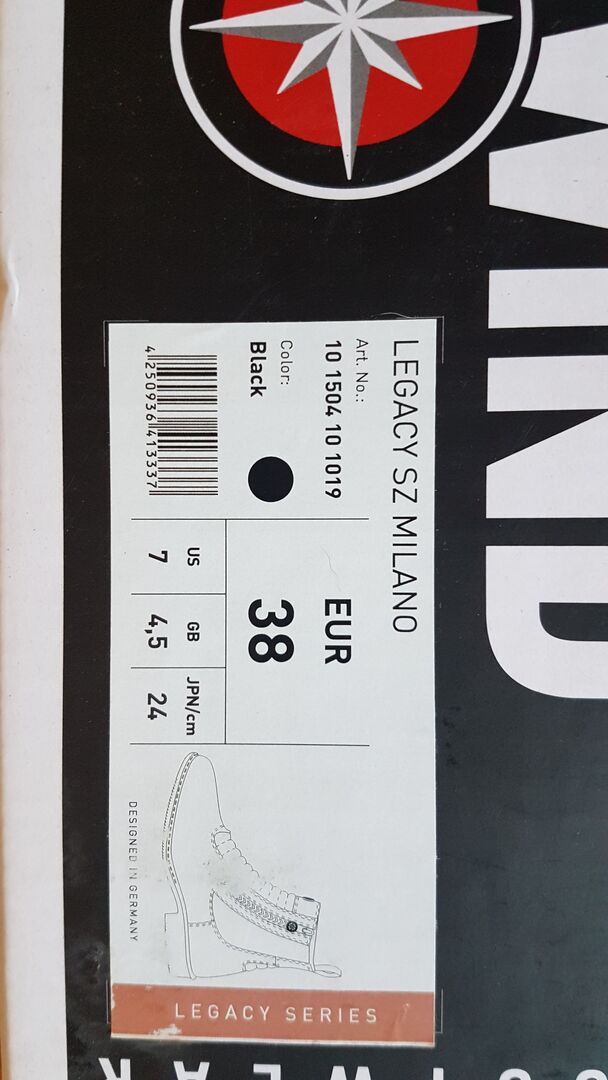 WIND
LEGACY SZ MILANO
Art. No.:
10 1504 10 1019
Color:
Black
4 250936 413337
EUR
38
US
7
GB
4,5
JPN/cm
24
DESIGNED IN GERMANY
LEGACY SERIES